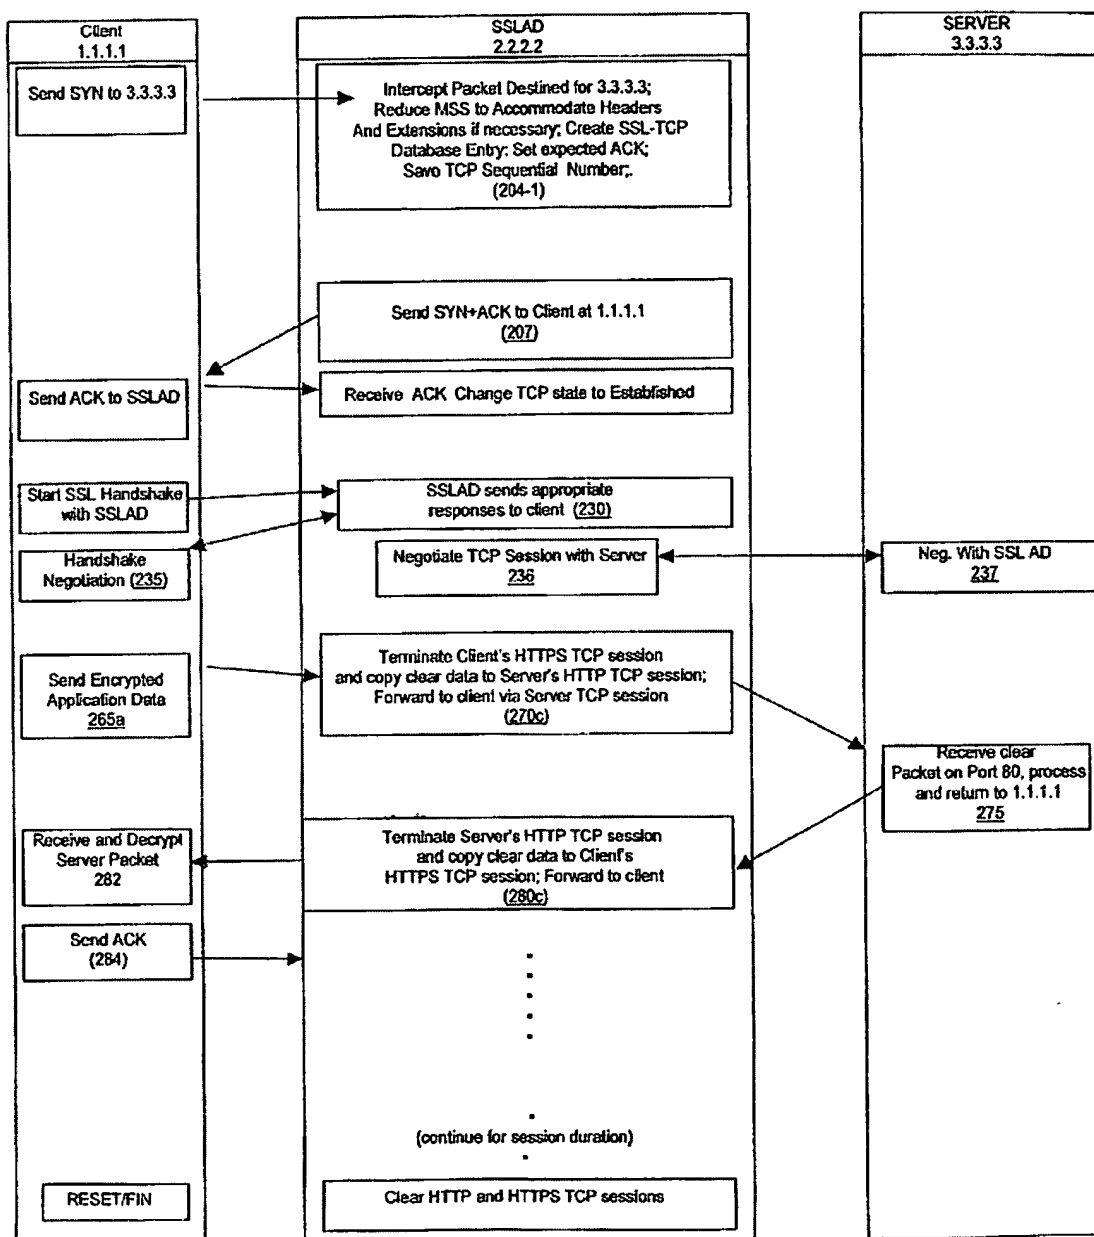 Client
1.1.1.1
SSLAD
2.2.2.2
SERVER
3.3.3.3
Send SYN to 3.3.3.3
Intercept Packet Destined for 3.3.3.3;
Reduce MSS to Accommodate Headers
And Extensions if necessary; Create SSL-TCP
Database Entry; Set expected ACK;
Save TCP Sequential Number;.
(204-1)
Send SYN+ACK to Client at 1.1.1.1
(207)
Send ACK to SSLAD
Receive ACK Change TCP state to Established
Start SSL Handshake
with SSLAD
SSLAD sends appropriate
responses to client (230)
Handshake
Negotiation (235)
Negotiate TCP Session with Server
236
Neg. With SSL AD
237
Send Encrypted
Application Data
265a
Terminate Client's HTTPS TCP session
and copy clear data to Server's HTTP TCP session;
Forward to client via Server TCP session
(270c)
Receive clear
Packet on Port 80, process
and return to 1.1.1.1
275
Receive and Decrypt
Server Packet
282
Terminate Server's HTTP TCP session
and copy clear data to Client's
HTTPS TCP session; Forward to client
(280c)
Send ACK
(284)
(continue for session duration)
RESET/FIN
Clear HTTP and HTTPS TCP sessions